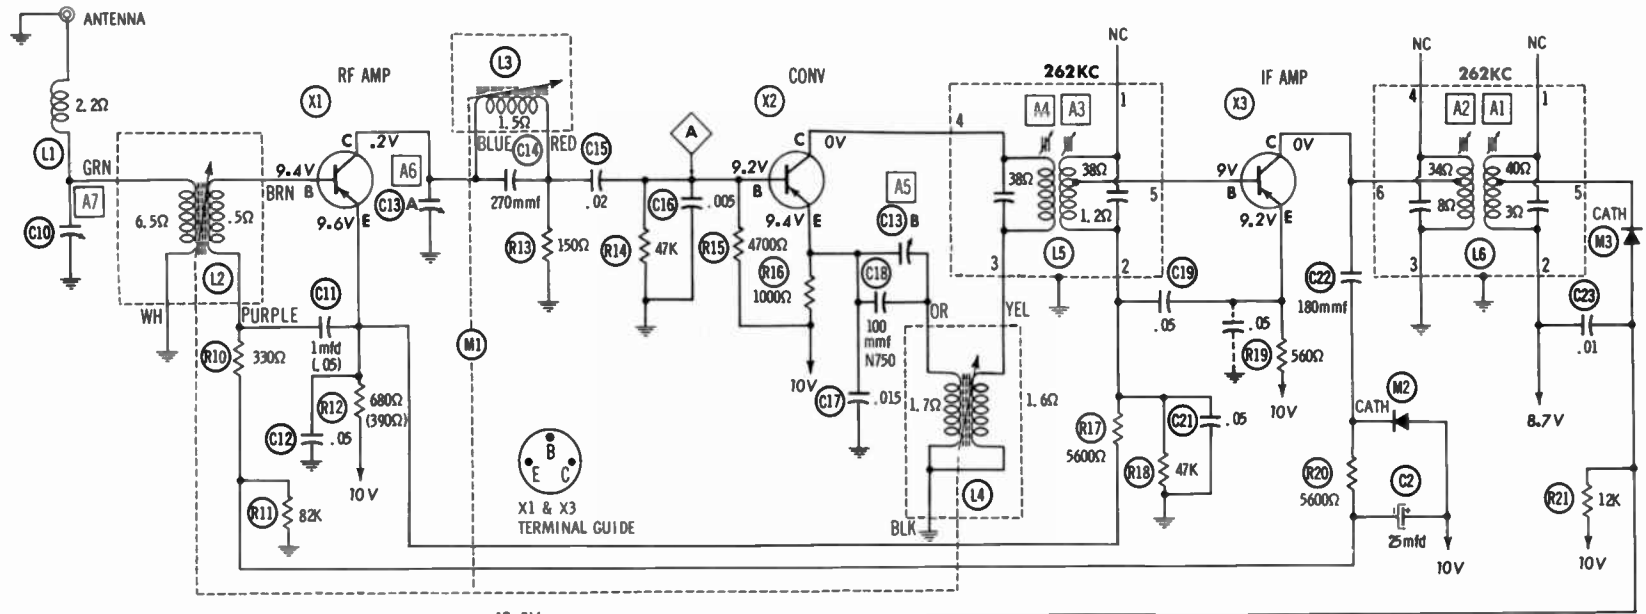 ANTENNA
2.2Ω
L1
GRN
A7
C10
6.5Ω
.5Ω
L2
WH
PURPLE
R10
330Ω
R11
82K
RF AMP
X1
C
.2V
9.4V
B
BRN
9.6V
E
C11
1mfd
(.05)
R12
680Ω
(390Ω)
C12
.05
10V
A6
C13 A
L3
1.5Ω
BLUE
C14
RED
270mmf
C15
.02
R13
150Ω
M1
B
E
C
X1 & X3
TERMINAL GUIDE
A
R14
47K
C16
.005
R15
4700Ω
R16
1000Ω
CONV
X2
C
0V
9.2V
B
9.4V
E
10V
A5
C13 B
C18
100
mmf
N750
C17
.015
OR
YEL
1.7Ω
1.6Ω
L4
BLK
262KC
NC
4
1
A4
A3
38Ω
38Ω
1.2Ω
5
3
L5
2
C19
.05
.05
R19
560Ω
10V
R17
5600Ω
R18
47K
C21
.05
IF AMP
X3
C
0V
9V
B
9.2V
E
C22
180mmf
6
CATH
M2
R20
5600Ω
C2
+
25mfd
10V
NC
NC
262KC
4
1
A2
A1
34Ω
40Ω
8Ω
3Ω
5
3
L6
2
CATH
M3
C23
.01
8.7V
R21
12K
10V